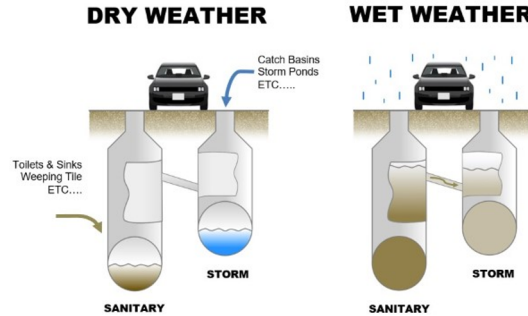 DRY WEATHER
Catch Basins
Storm Ponds
ETC…..
Toilets & Sinks
Weeping Tile
ETC….
STORM
SANITARY
WET WEATHER
STORM
SANITARY